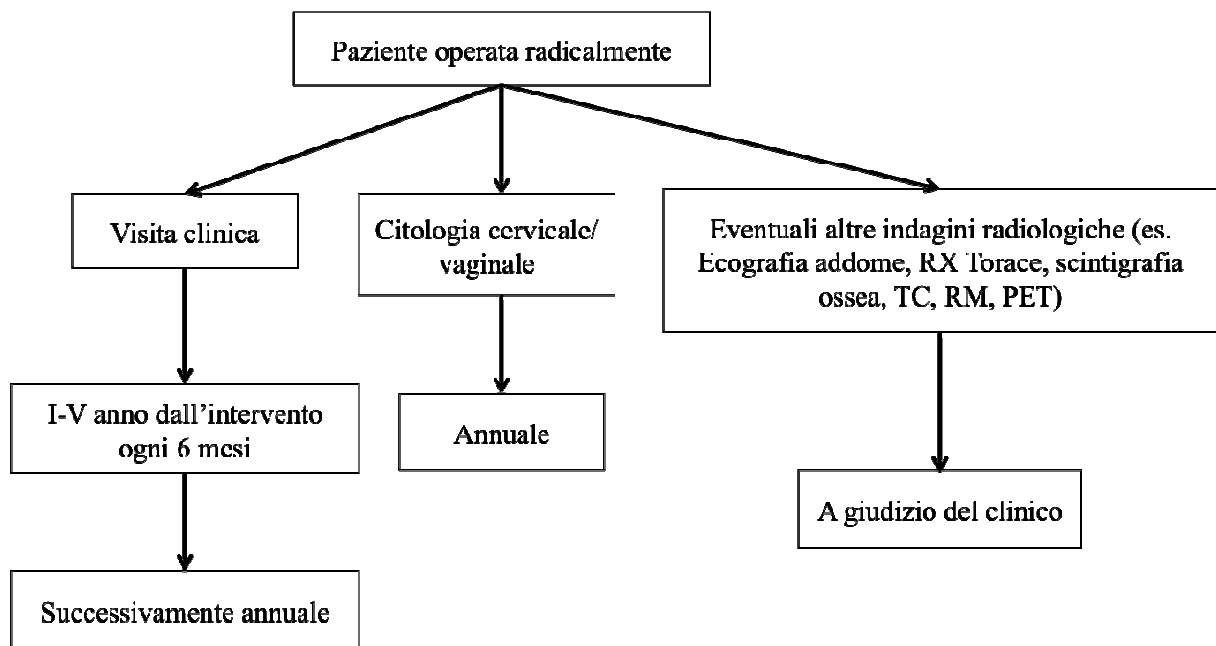 Paziente operata radicalmente
Visita clinica
Citologia cervicale/
vaginale
Eventuali altre indagini radiologiche (es.
Ecografia addome, RX Torace, scintigrafia
ossea, TC, RM, PET)
I-V anno dall'intervento
ogni 6 mesi
Annuale
A giudizio del clinico
Successivamente annuale